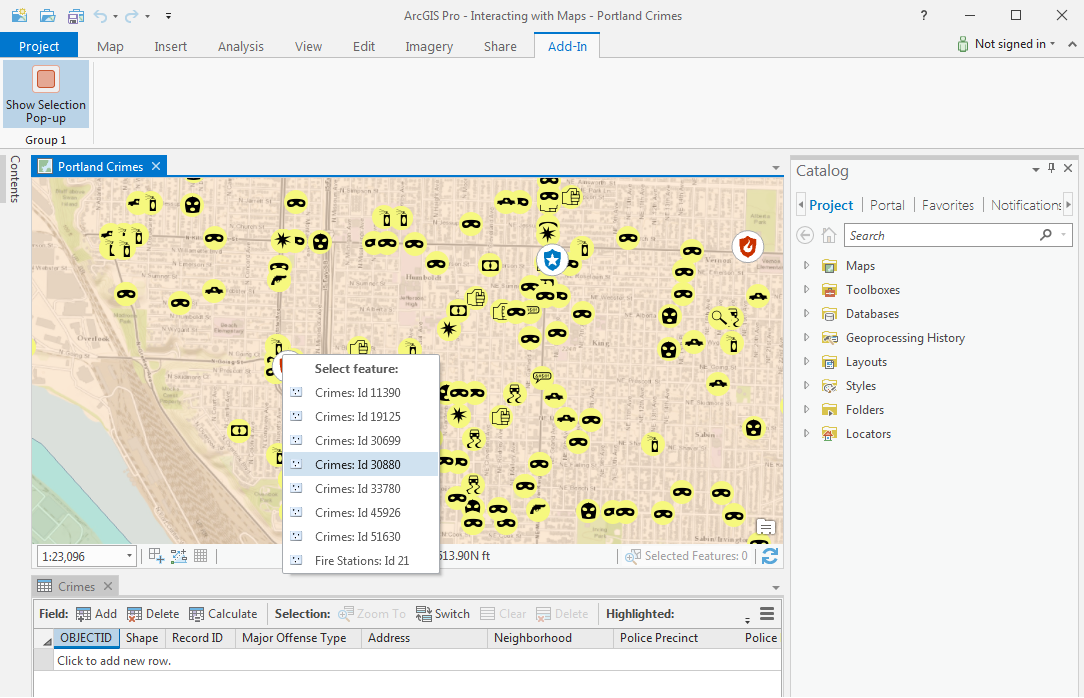 ArcGIS Pro - Interacting with Maps - Portland Crimes
?
Project Map Insert Analysis View Edit Imagery Share Add-In
Not signed in
Show Selection
Pop-up
Group 1
Contents
Portland Crimes
Humboldt
Overlook
King
Sabin
Select feature:
Crimes: Id 11390
Crimes: Id 19125
Crimes: Id 30699
Crimes: Id 30880
Crimes: Id 33780
Crimes: Id 45926
Crimes: Id 51630
Fire Stations: Id 21
1:23,096
513.90N ft
Selected Features: 0
Catalog
Project Portal Favorites Notifications
Search
Maps
Toolboxes
Databases
Geoprocessing History
Layouts
Styles
Folders
Locators
Crimes
Field: Add Delete Calculate Selection: Zoom To Switch Clear Delete Highlighted:
OBJECTID Shape Record ID Major Offense Type Address Neighborhood Police Precinct Police
Click to add new row.